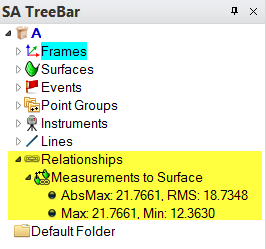 SA TreeBar
A
Frames
Surfaces
Events
Point Groups
Instruments
Lines
Relationships
Measurements to Surface
AbsMax: 21.7661, RMS: 18.7348
Max: 21.7661, Min: 12.3630
Default Folder